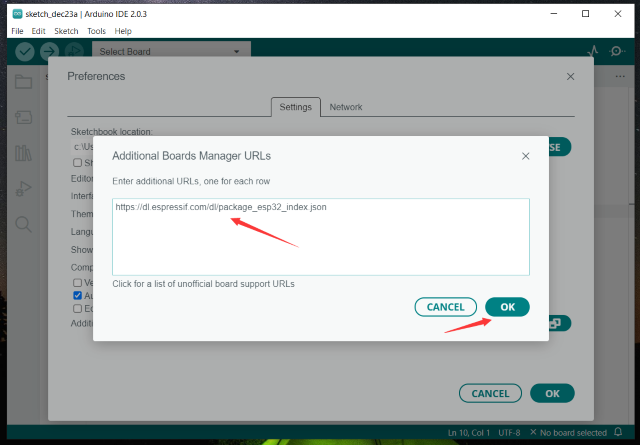 sketch_dec23a | Arduino IDE 2.0.3
File Edit Sketch Tools Help
Select Board
Preferences
Settings Network
Sketchbook location:
c:\Us
SE
Additional Boards Manager URLs
Enter additional URLs, one for each row
https://dl.espressif.com/dl/package_esp32_index.json
Click for a list of unofficial board support URLs
CANCEL OK
Editor
Interfa
Them
Langu
Show
Comp
Ve
Au
Additi
CANCEL OK
Ln 10, Col 1 UTF-8 No board selected